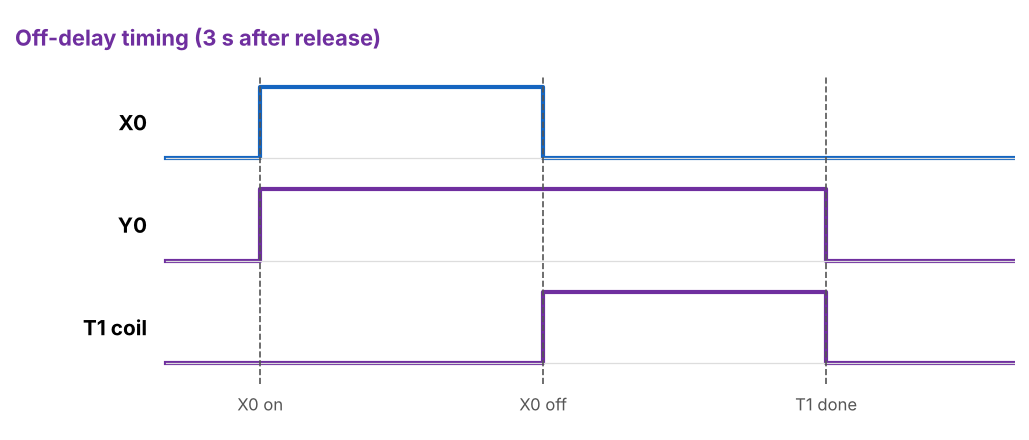 Off-delay timing (3 s after release)
X0
Y0
T1 coil
X0 on
X0 off
T1 done